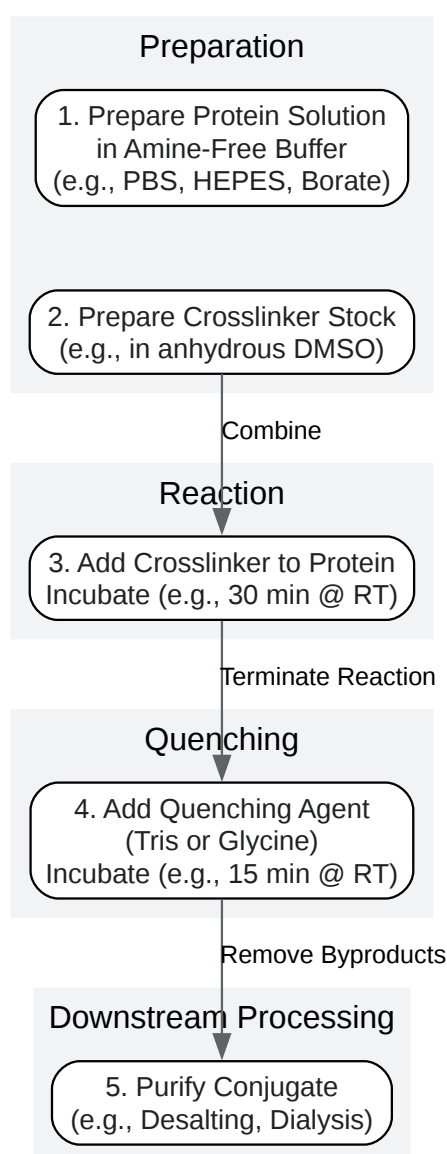 Preparation
1. Prepare Protein Solution
in Amine-Free Buffer
(e.g., PBS, HEPES, Borate)
2. Prepare Crosslinker Stock
(e.g., in anhydrous DMSO)
Combine
Reaction
3. Add Crosslinker to Protein
Incubate (e.g., 30 min @ RT)
Terminate Reaction
Quenching
4. Add Quenching Agent
(Tris or Glycine)
Incubate (e.g., 15 min @ RT)
Remove Byproducts
Downstream Processing
5. Purify Conjugate
(e.g., Desalting, Dialysis)